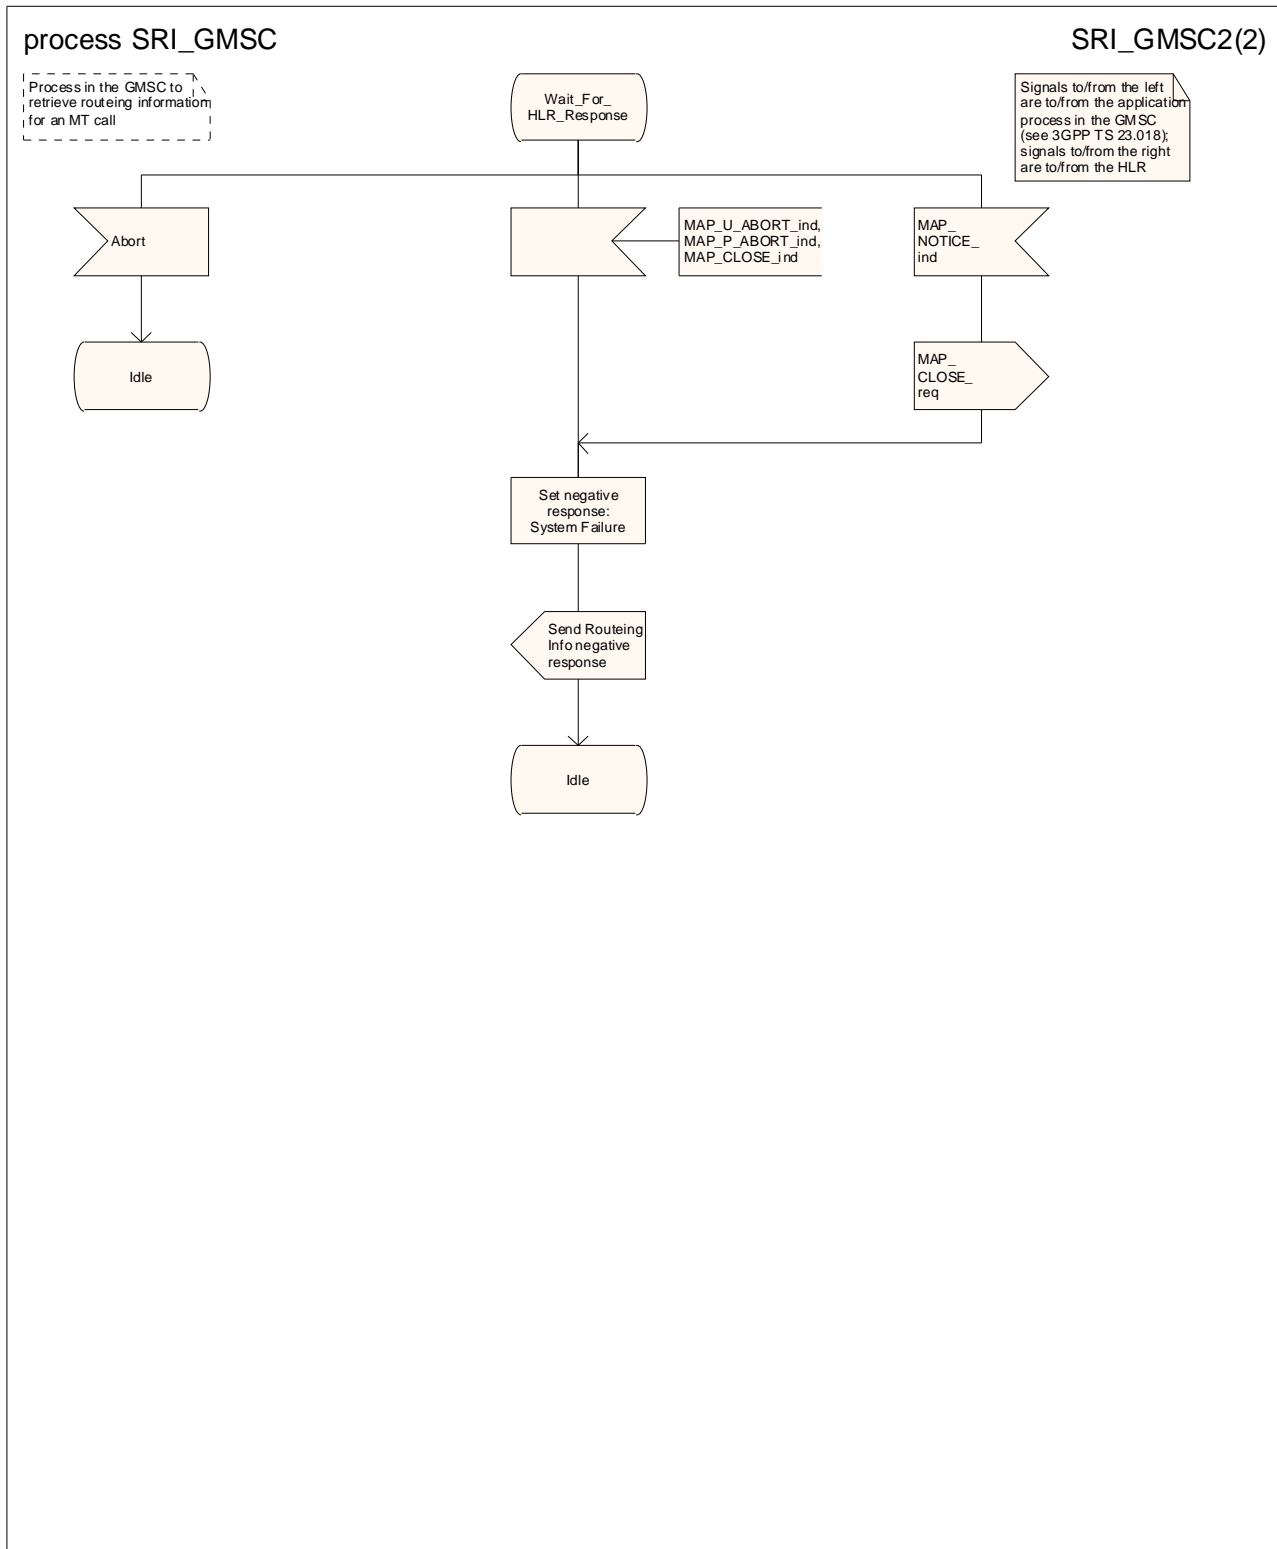 process SRI_GMSC
SRI_GMSC2(2)
Process in the GMSC to
retrieve routeing information
for an MT call
Wait_For_
HLR_Response
Signals to/from the left
are to/from the application
process in the GMSC
(see 3GPP TS 23.018);
signals to/from the right
are to/from the HLR
Abort
MAP_U_ABORT_ind,
MAP_P_ABORT_ind,
MAP_CLOSE_ind
MAP_
NOTICE_
ind
Idle
MAP_
CLOSE_
req
Set negative
response:
System Failure
Send Routeing
Info negative
response
Idle